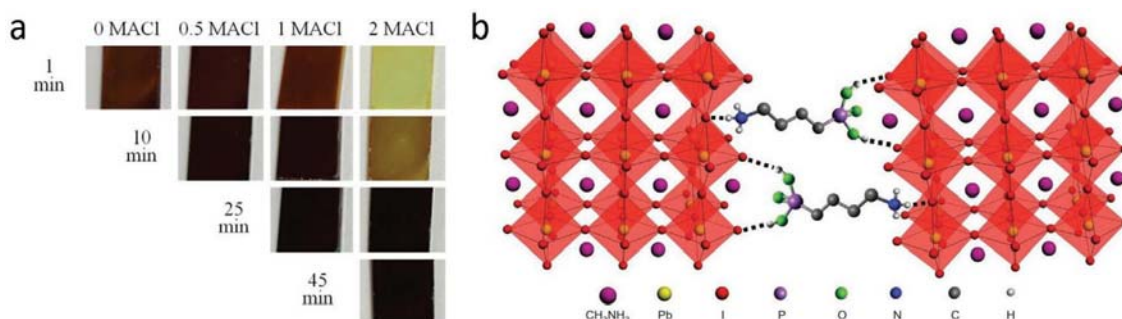 a
0 MACl 0.5 MACl 1 MACl 2 MACl
1
min
10
min
25
min
45
min
b
CH3NH3 Pb I P O N C H